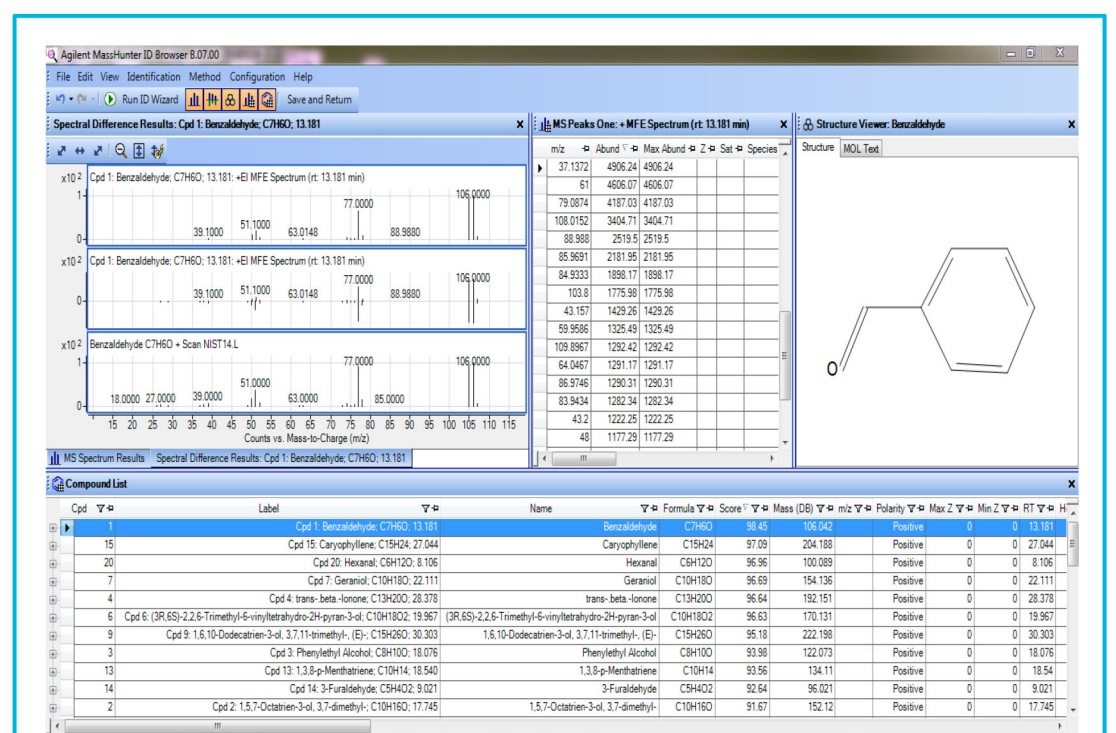 Agilent MassHunter ID Browser B.07.00
File Edit View Identification Method Configuration Help
Run ID Wizard Save and Return
Spectral Difference Results: Cpd 1: Benzaldehyde; C7H6O; 13.181
x10 2 Cpd 1: Benzaldehyde; C7H6O; 13.181: +EI MFE Spectrum (rt: 13.181 min)
1
106.0000
77.0000
39.1000 51.1000 63.0148 88.9880
0
x10 2 Cpd 1: Benzaldehyde; C7H6O; 13.181: +EI MFE Spectrum (rt: 13.181 min)
77.0000 106.0000
39.1000 51.1000 63.0148 88.9880
0
x10 2 Benzaldehyde C7H6O + Scan NIST14.L
1
77.0000 106.0000
51.0000
18.0000 27.0000 39.0000 63.0000 85.0000
0
15 20 25 30 35 40 45 50 55 60 65 70 75 80 85 90 95 100 105 110 115
Counts vs. Mass-to-Charge (m/z)
MS Spectrum Results Spectral Difference Results: Cpd 1: Benzaldehyde; C7H6O; 13.181
MS Peaks One: + MFE Spectrum (rt: 13.181 min)
m/z Abund Max Abund Z Sat Species
37.1372 4906.24 4906.24
61 4606.07 4606.07
79.0874 4187.03 4187.03
108.0152 3404.71 3404.71
88.988 2519.5 2519.5
85.9691 2181.95 2181.95
84.9333 1898.17 1898.17
103.8 1775.98 1775.98
43.157 1429.26 1429.26
59.9586 1325.49 1325.49
109.8967 1292.42 1292.42
64.0467 1291.17 1291.17
86.9746 1290.31 1290.31
83.9434 1282.34 1282.34
43.2 1222.25 1222.25
48 1177.29 1177.29
Structure Viewer: Benzaldehyde
Structure MOL Text
O
Compound List
Cpd Label Name Formula Score Mass (DB) m/z Polarity Max Z Min Z RT
1 Cpd 1: Benzaldehyde; C7H6O; 13.181 Benzaldehyde C7H6O 98.45 106.042 Positive 0 0 13.181
15 Cpd 15: Caryophyllene; C15H24; 27.044 Caryophyllene C15H24 97.09 204.188 Positive 0 0 27.044
20 Cpd 20: Hexanal; C6H12O; 8.106 Hexanal C6H12O 96.96 100.089 Positive 0 0 8.106
7 Cpd 7: Geraniol; C10H18O; 22.111 Geraniol C10H18O 96.69 154.136 Positive 0 0 22.111
4 Cpd 4: trans-.beta.-Ionone; C13H20O; 28.378 trans-.beta.-Ionone C13H20O 96.64 192.151 Positive 0 0 28.378
6 Cpd 6: (3R,6S)-2,2,6-Trimethyl-6-vinyltetrahydro-2H-pyran-3-ol; C10H18O2; 19.967 (3R,6S)-2,2,6-Trimethyl-6-vinyltetrahydro-2H-pyran-3-ol C10H18O2 96.63 170.131 Positive 0 0 19.967
9 Cpd 9: 1,6,10-Dodecatrien-3-ol, 3,7,11-trimethyl-, (E)-; C15H26O; 30.303 1,6,10-Dodecatrien-3-ol, 3,7,11-trimethyl-, (E)- C15H26O 95.18 222.198 Positive 0 0 30.303
3 Cpd 3: Phenylethyl Alcohol; C8H10O; 18.076 Phenylethyl Alcohol C8H10O 93.98 122.073 Positive 0 0 18.076
13 Cpd 13: 1,3,8-p-Menthatriene; C10H14; 18.540 1,3,8-p-Menthatriene C10H14 93.56 134.11 Positive 0 0 18.54
14 Cpd 14: 3-Furaldehyde; C5H4O2; 9.021 3-Furaldehyde C5H4O2 92.64 96.021 Positive 0 0 9.021
2 Cpd 2: 1,5,7-Octatrien-3-ol, 3,7-dimethyl-; C10H16O; 17.745 1,5,7-Octatrien-3-ol, 3,7-dimethyl- C10H16O 91.67 152.12 Positive 0 0 17.745